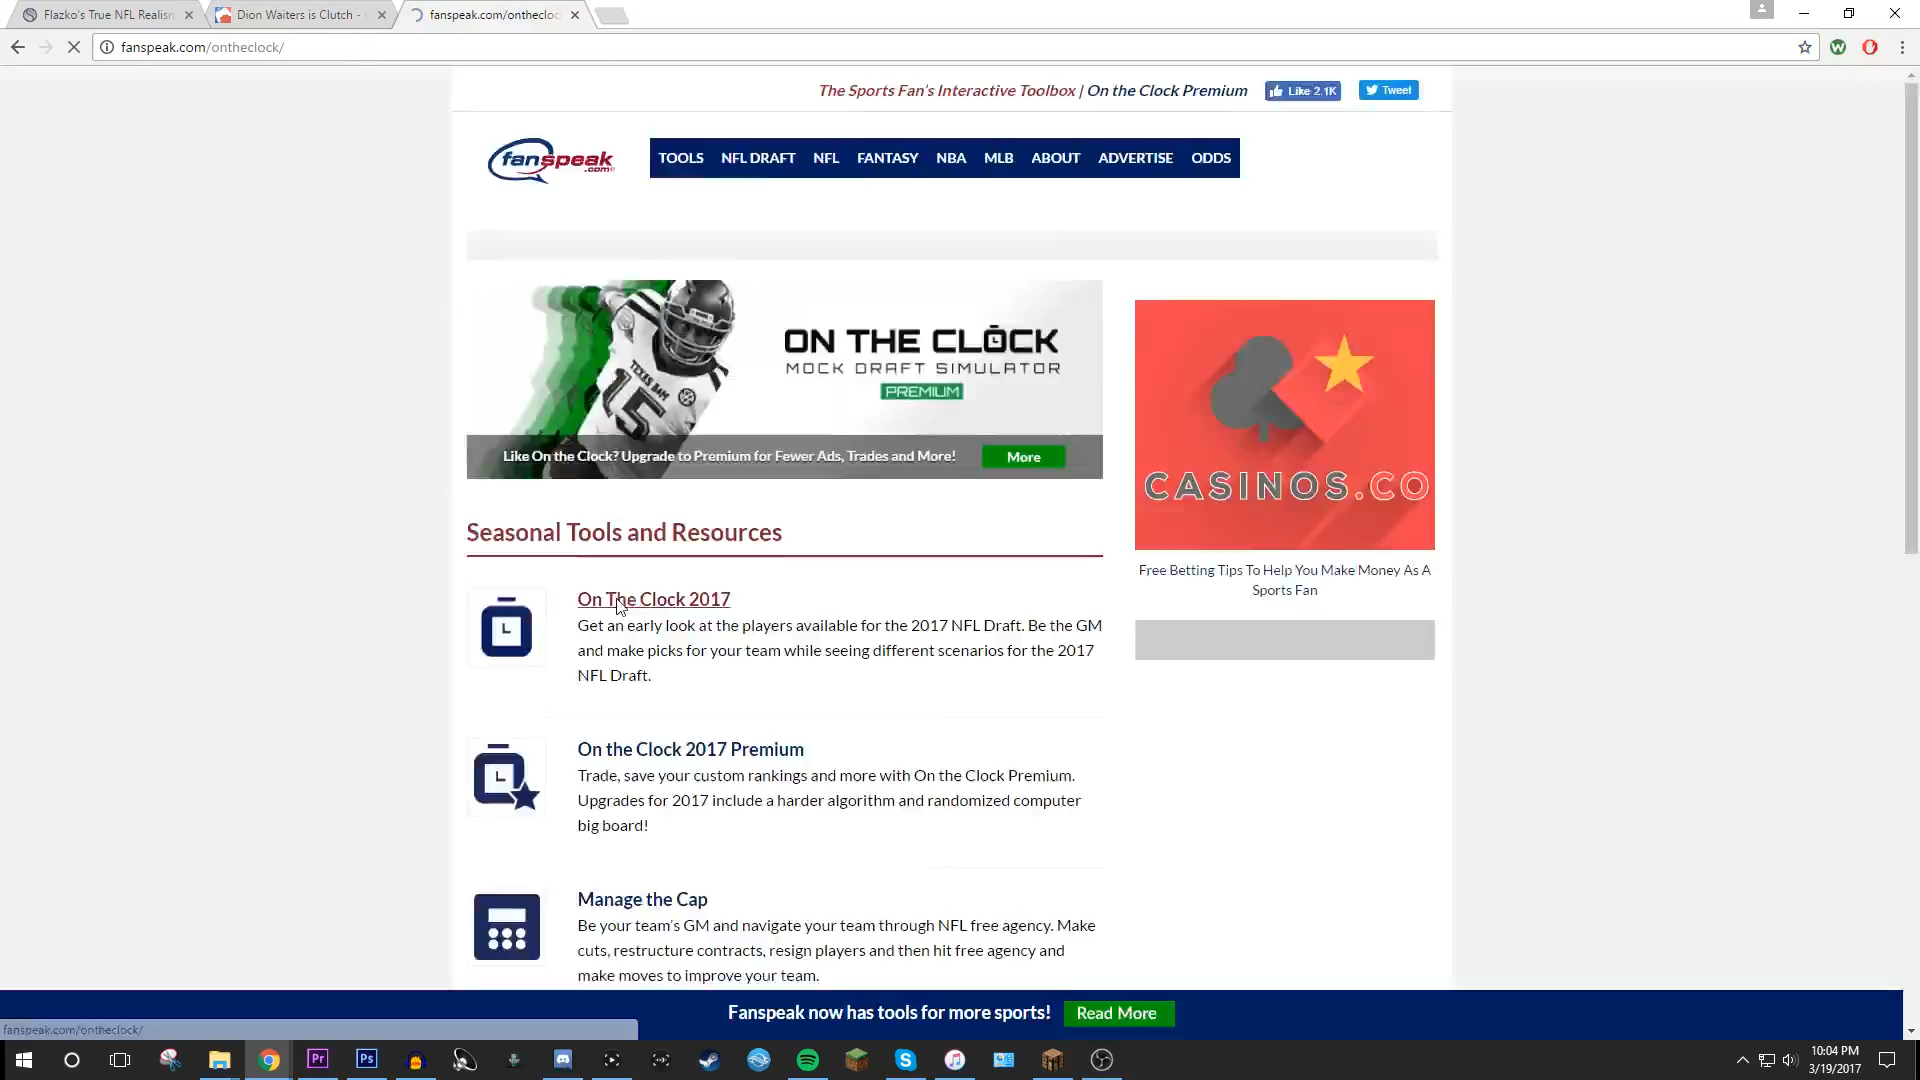 Flazko's True NFL Realism
Dion Waiters is Clutch -
fanspeak.com/ontheclock
fanspeak.com/ontheclock/
The Sports Fan's Interactive Toolbox | On the Clock Premium
Like 2.1K
Tweet
fanspeak.com
TOOLS NFL DRAFT NFL FANTASY NBA MLB ABOUT ADVERTISE ODDS
TEXAS A&M
15
ON THE CLOCK
MOCK DRAFT SIMULATOR
PREMIUM
Like On the Clock? Upgrade to Premium for Fewer Ads, Trades and More!
More
CASINOS.CO
Free Betting Tips To Help You Make Money As A
Sports Fan
Seasonal Tools and Resources
On The Clock 2017
Get an early look at the players available for the 2017 NFL Draft. Be the GM
and make picks for your team while seeing different scenarios for the 2017
NFL Draft.
On the Clock 2017 Premium
Trade, save your custom rankings and more with On the Clock Premium.
Upgrades for 2017 include a harder algorithm and randomized computer
big board!
Manage the Cap
Be your team's GM and navigate your team through NFL free agency. Make
cuts, restructure contracts, resign players and then hit free agency and
make moves to improve your team.
Fanspeak now has tools for more sports!
Read More
fanspeak.com/ontheclock/
Pr
Ps
10:04 PM
3/19/2017